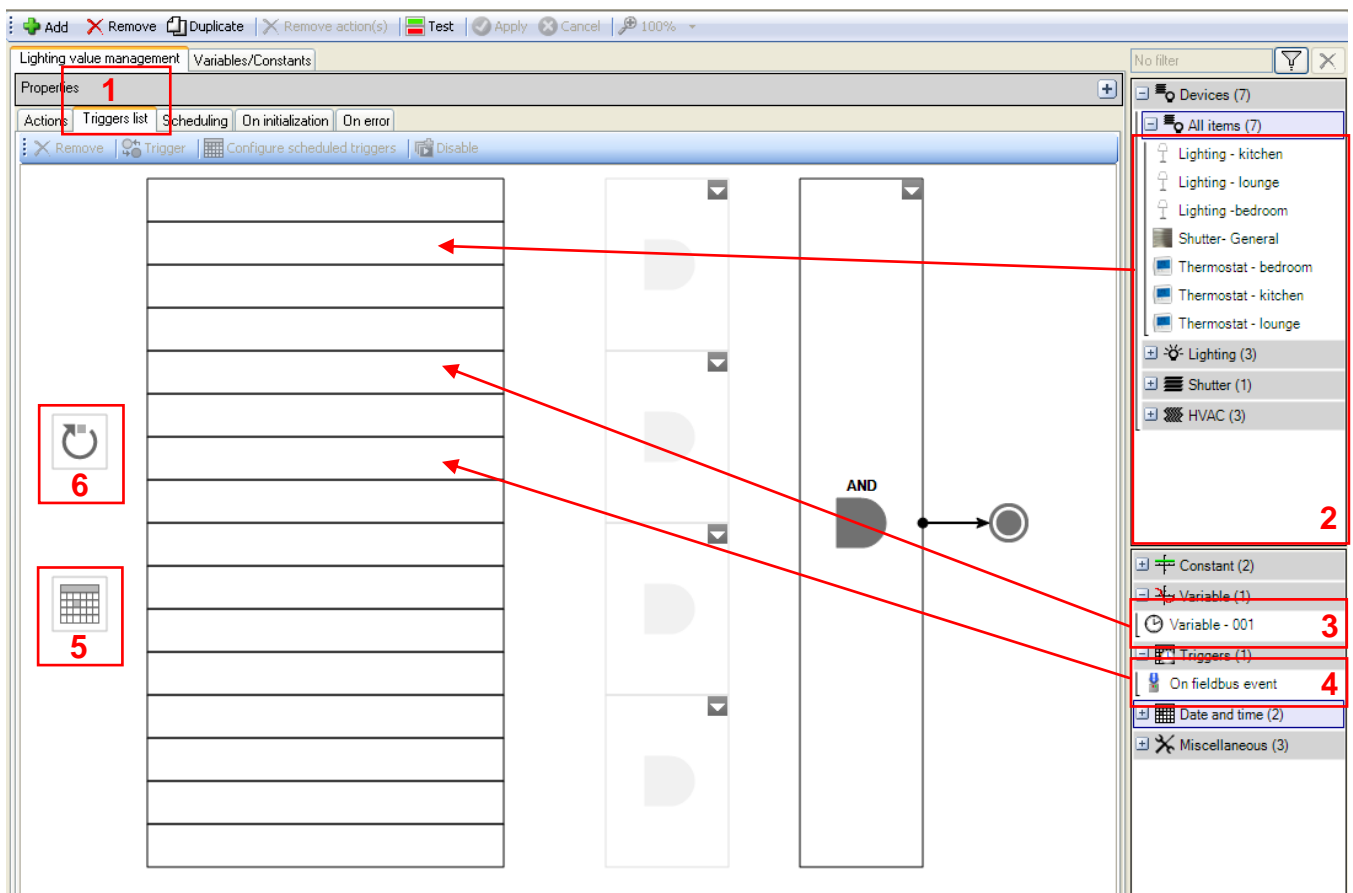 Add Remove Duplicate Remove action(s) Test Apply Cancel 100%
Lighting value management Variables/Constants
Properties
1
Actions Triggers list Scheduling On initialization On error
Remove Trigger Configure scheduled triggers Disable
6
5
AND
No filter
Devices (7)
All items (7)
Lighting - kitchen
Lighting - lounge
Lighting -bedroom
Shutter- General
Thermostat - bedroom
Thermostat - kitchen
Thermostat - lounge
Lighting (3)
Shutter (1)
HVAC (3)
2
Constant (2)
Variable (1)
Variable - 001 3
Triggers (1)
On fieldbus event 4
Date and time (2)
Miscellaneous (3)